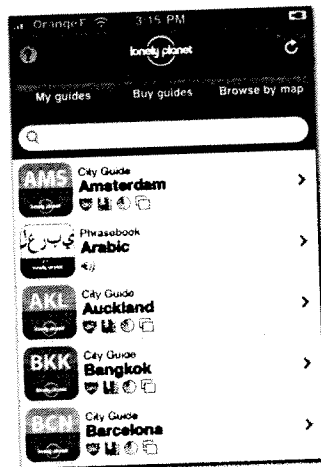 Orange F 3:15 PM
lonely planet
My guides Buy guides Browse by map
AMS
City Guide
Amsterdam
Phrasebook
Arabic
AKL
City Guide
Auckland
BKK
City Guide
Bangkok
BCN
City Guide
Barcelona